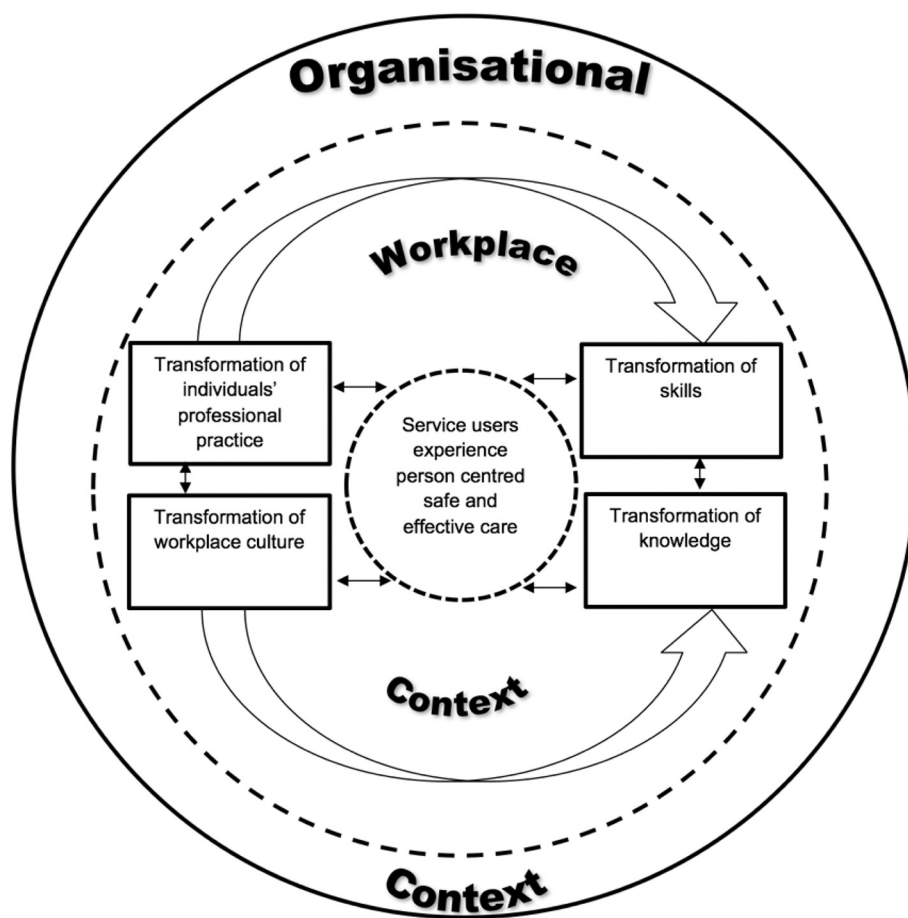 Organisational
Workplace
Transformation of
individuals’
professional
practice
Transformation of
skills
Service users
experience
person centred
safe and
effective care
Transformation of
workplace culture
Transformation of
knowledge
Context
Context